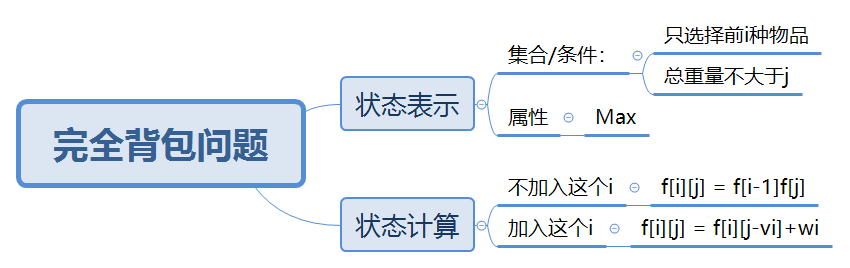 完全背包问题
状态表示
集合/条件：
只选择前i种物品
总重量不大于j
属性
Max
状态计算
不加入这个i
f[i][j] = f[i-1]f[j]
加入这个i
f[i][j] = f[i][j-vi]+wi